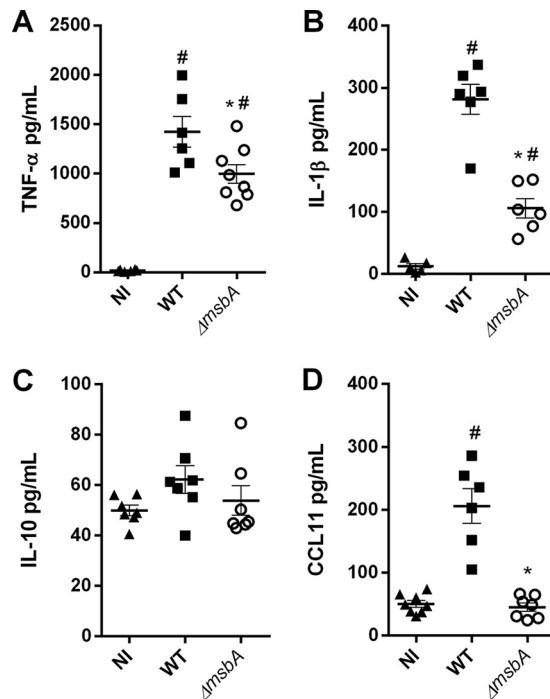 A
TNF-α pg/mL
2500
2000
1500
1000
500
0
#
* #
NI
WT
ΔmsbA
B
IL-1β pg/mL
400
300
200
100
0
#
* #
NI
WT
ΔmsbA
C
IL-10 pg/mL
100
80
60
40
20
0
NI
WT
ΔmsbA
D
CCL11 pg/mL
400
300
200
100
0
#
*
NI
WT
ΔmsbA